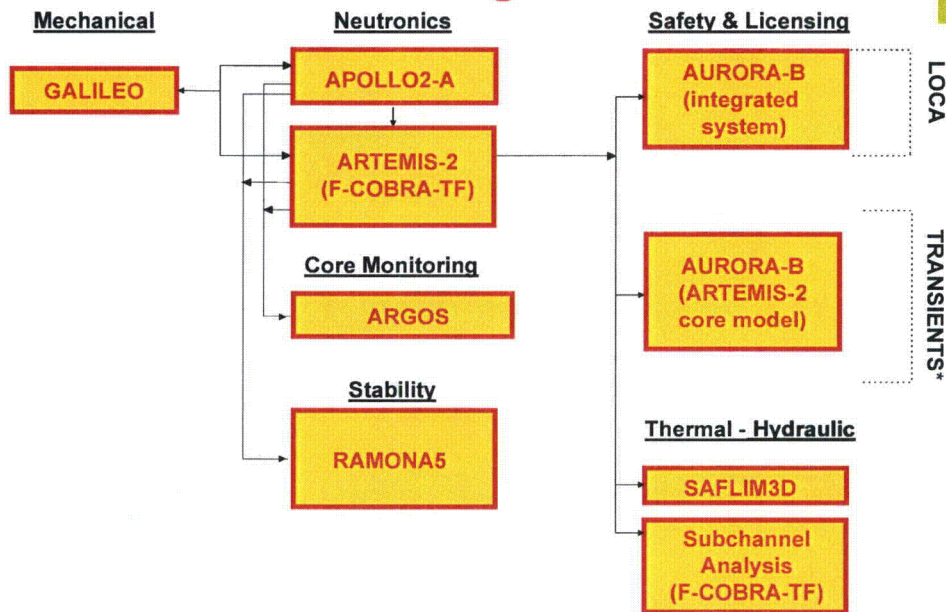 Mechanical
GALILEO
Neutronics
APOLLO2-A
ARTEMIS-2
(F-COBRA-TF)
Core Monitoring
ARGOS
Stability
RAMONA5
Safety & Licensing
AURORA-B
(integrated
system)
LOCA
AURORA-B
(ARTEMIS-2
core model)
TRANSIENTS*
Thermal - Hydraulic
SAFLIM3D
Subchannel
Analysis
(F-COBRA-TF)